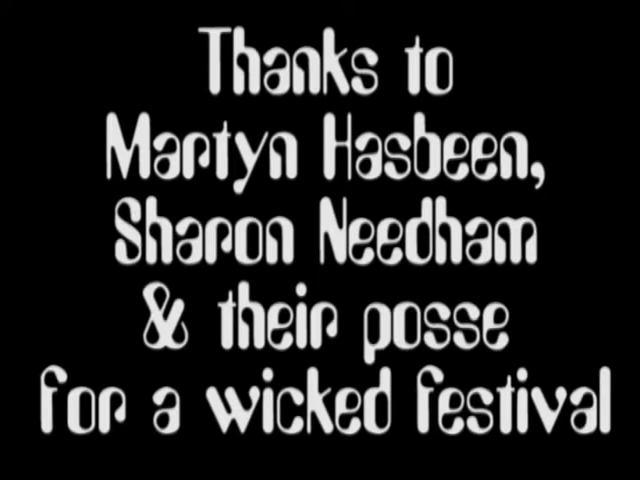 Thanks to
Martyn Hasbeen,
Sharon Needham
& their posse
for a wicked festival